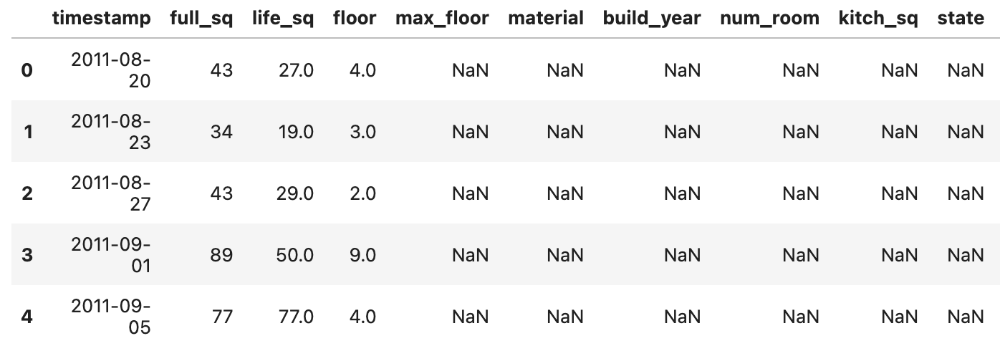 timestamp full_sq life_sq floor max_floor material build_year num_room kitch_sq state
0 2011-08-20 43 27.0 4.0 NaN NaN NaN NaN NaN NaN
1 2011-08-23 34 19.0 3.0 NaN NaN NaN NaN NaN NaN
2 2011-08-27 43 29.0 2.0 NaN NaN NaN NaN NaN NaN
3 2011-09-01 89 50.0 9.0 NaN NaN NaN NaN NaN NaN
4 2011-09-05 77 77.0 4.0 NaN NaN NaN NaN NaN NaN